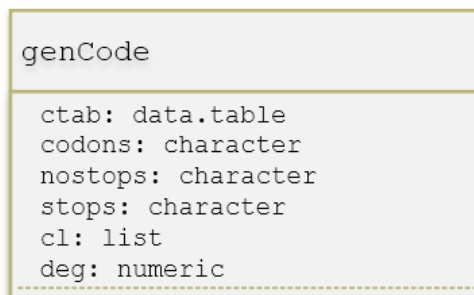 genCode
ctab: data.table
codons: character
nostops: character
stops: character
cl: list
deg: numeric